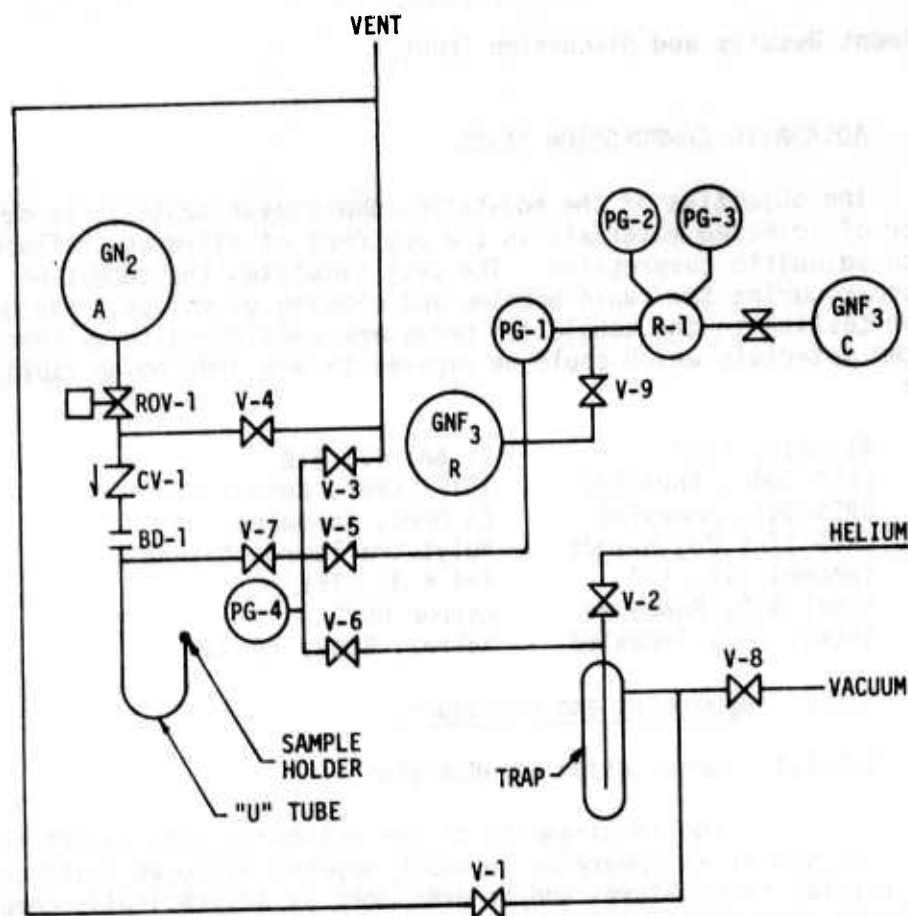 VENT
GN2
A
ROV-1
V-4
CV-1
BD-1
V-7
V-3
V-5
PG-4
V-6
PG-1
PG-2
PG-3
R-1
GNF3
C
V-9
GNF3
R
HELIUM
V-2
V-8
VACUUM
TRAP
SAMPLE
HOLDER
"U" TUBE
V-1